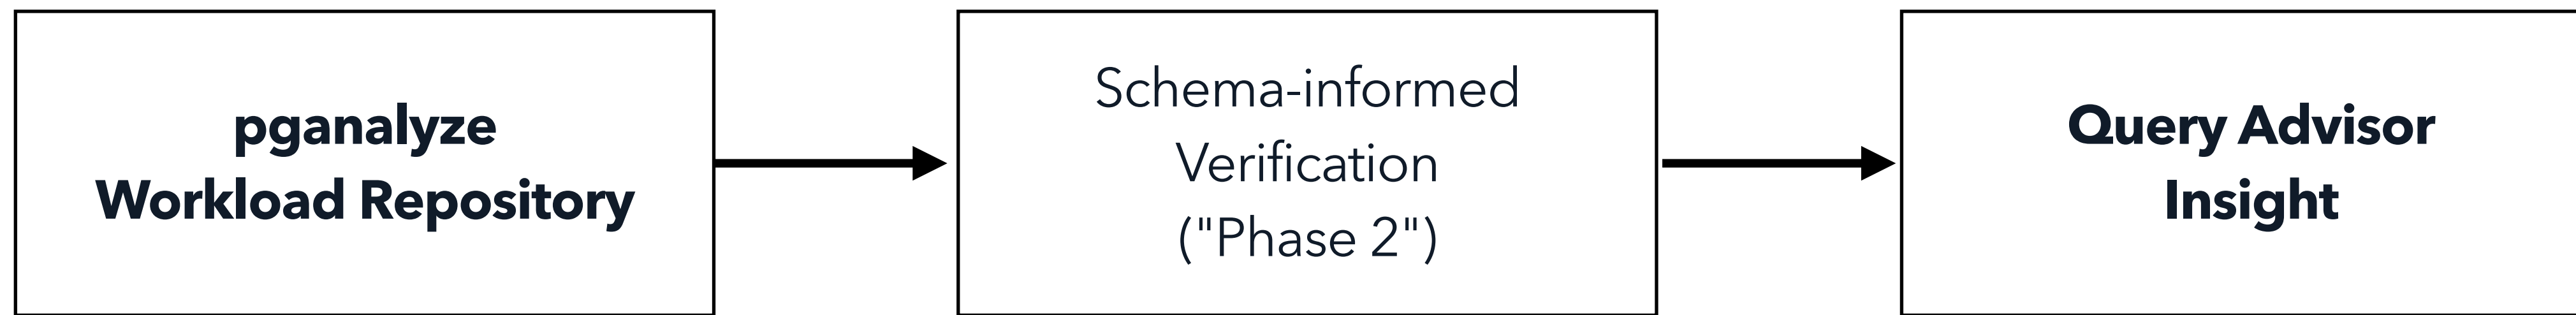 pganalyze
Workload Repository
Schema-informed
Verification
("Phase 2")
Query Advisor
Insight